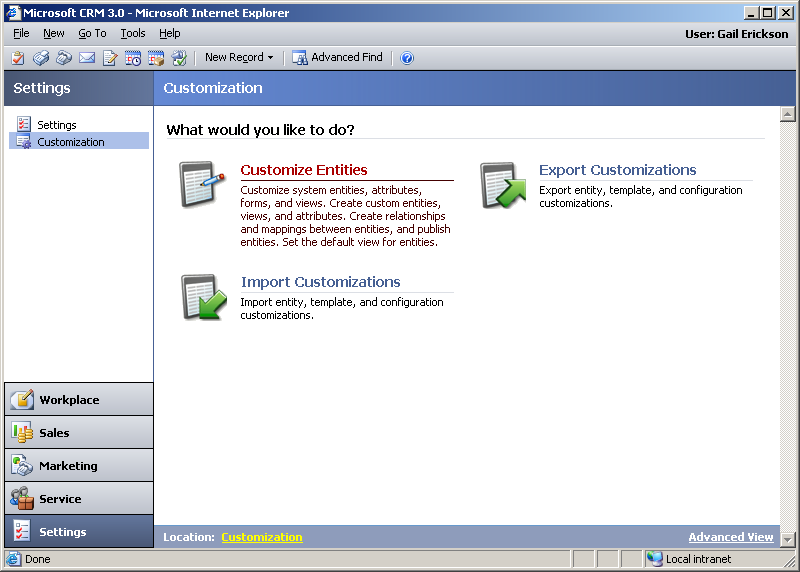 Microsoft CRM 3.0 - Microsoft Internet Explorer
File New Go To Tools Help
User: Gail Erickson
New Record Advanced Find
Settings
Customization
Settings
Customization
What would you like to do?
Customize Entities
Customize system entities, attributes,
forms, and views. Create custom entities,
views, and attributes. Create relationships
and mappings between entities, and publish
entities. Set the default view for entities.
Export Customizations
Export entity, template, and configuration
customizations.
Import Customizations
Import entity, template, and configuration
customizations.
Workplace
Sales
Marketing
Service
Settings
Location: Customization
Advanced View
Done
Local intranet